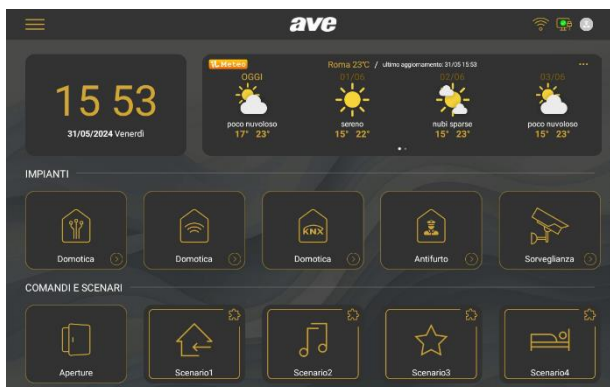 ave
15 53
31/05/2024 Venerdì
IL Meteo
Roma 23°C / ultimo aggiornamento: 31/05 15:53
OGGI 01/06 02/06 03/06
poco nuvoloso sereno nubi sparse poco nuvoloso
17° 23° 15° 22° 15° 23° 15° 23°
IMPIANTI
KNX
Domotica Domotica Domotica Antifurto Sorveglianza
COMANDI E SCENARI
Aperture Scenario1 Scenario2 Scenario3 Scenario4